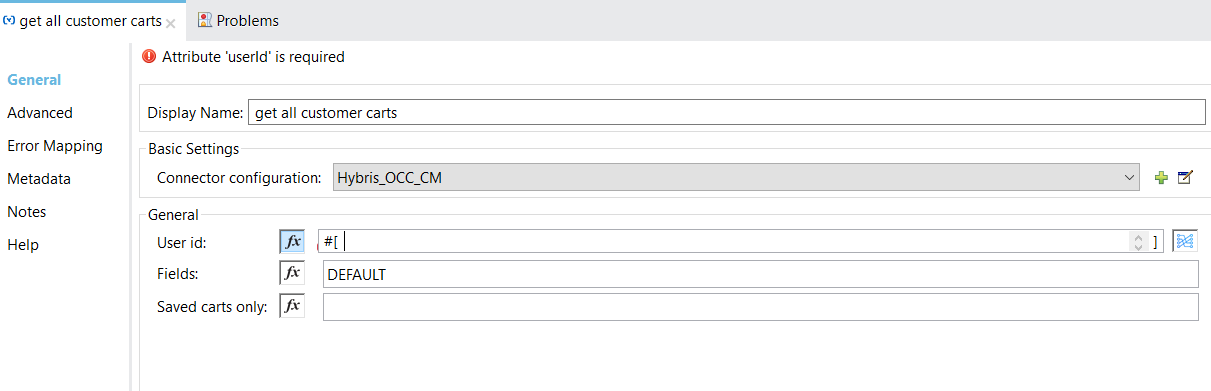 get all customer carts Problems
Attribute 'userId' is required
General
Advanced
Error Mapping
Metadata
Notes
Help
Display Name: get all customer carts
Basic Settings
Connector configuration: Hybris_OCC_CM
General
User id: fx #[ ]
Fields: fx DEFAULT
Saved carts only: fx